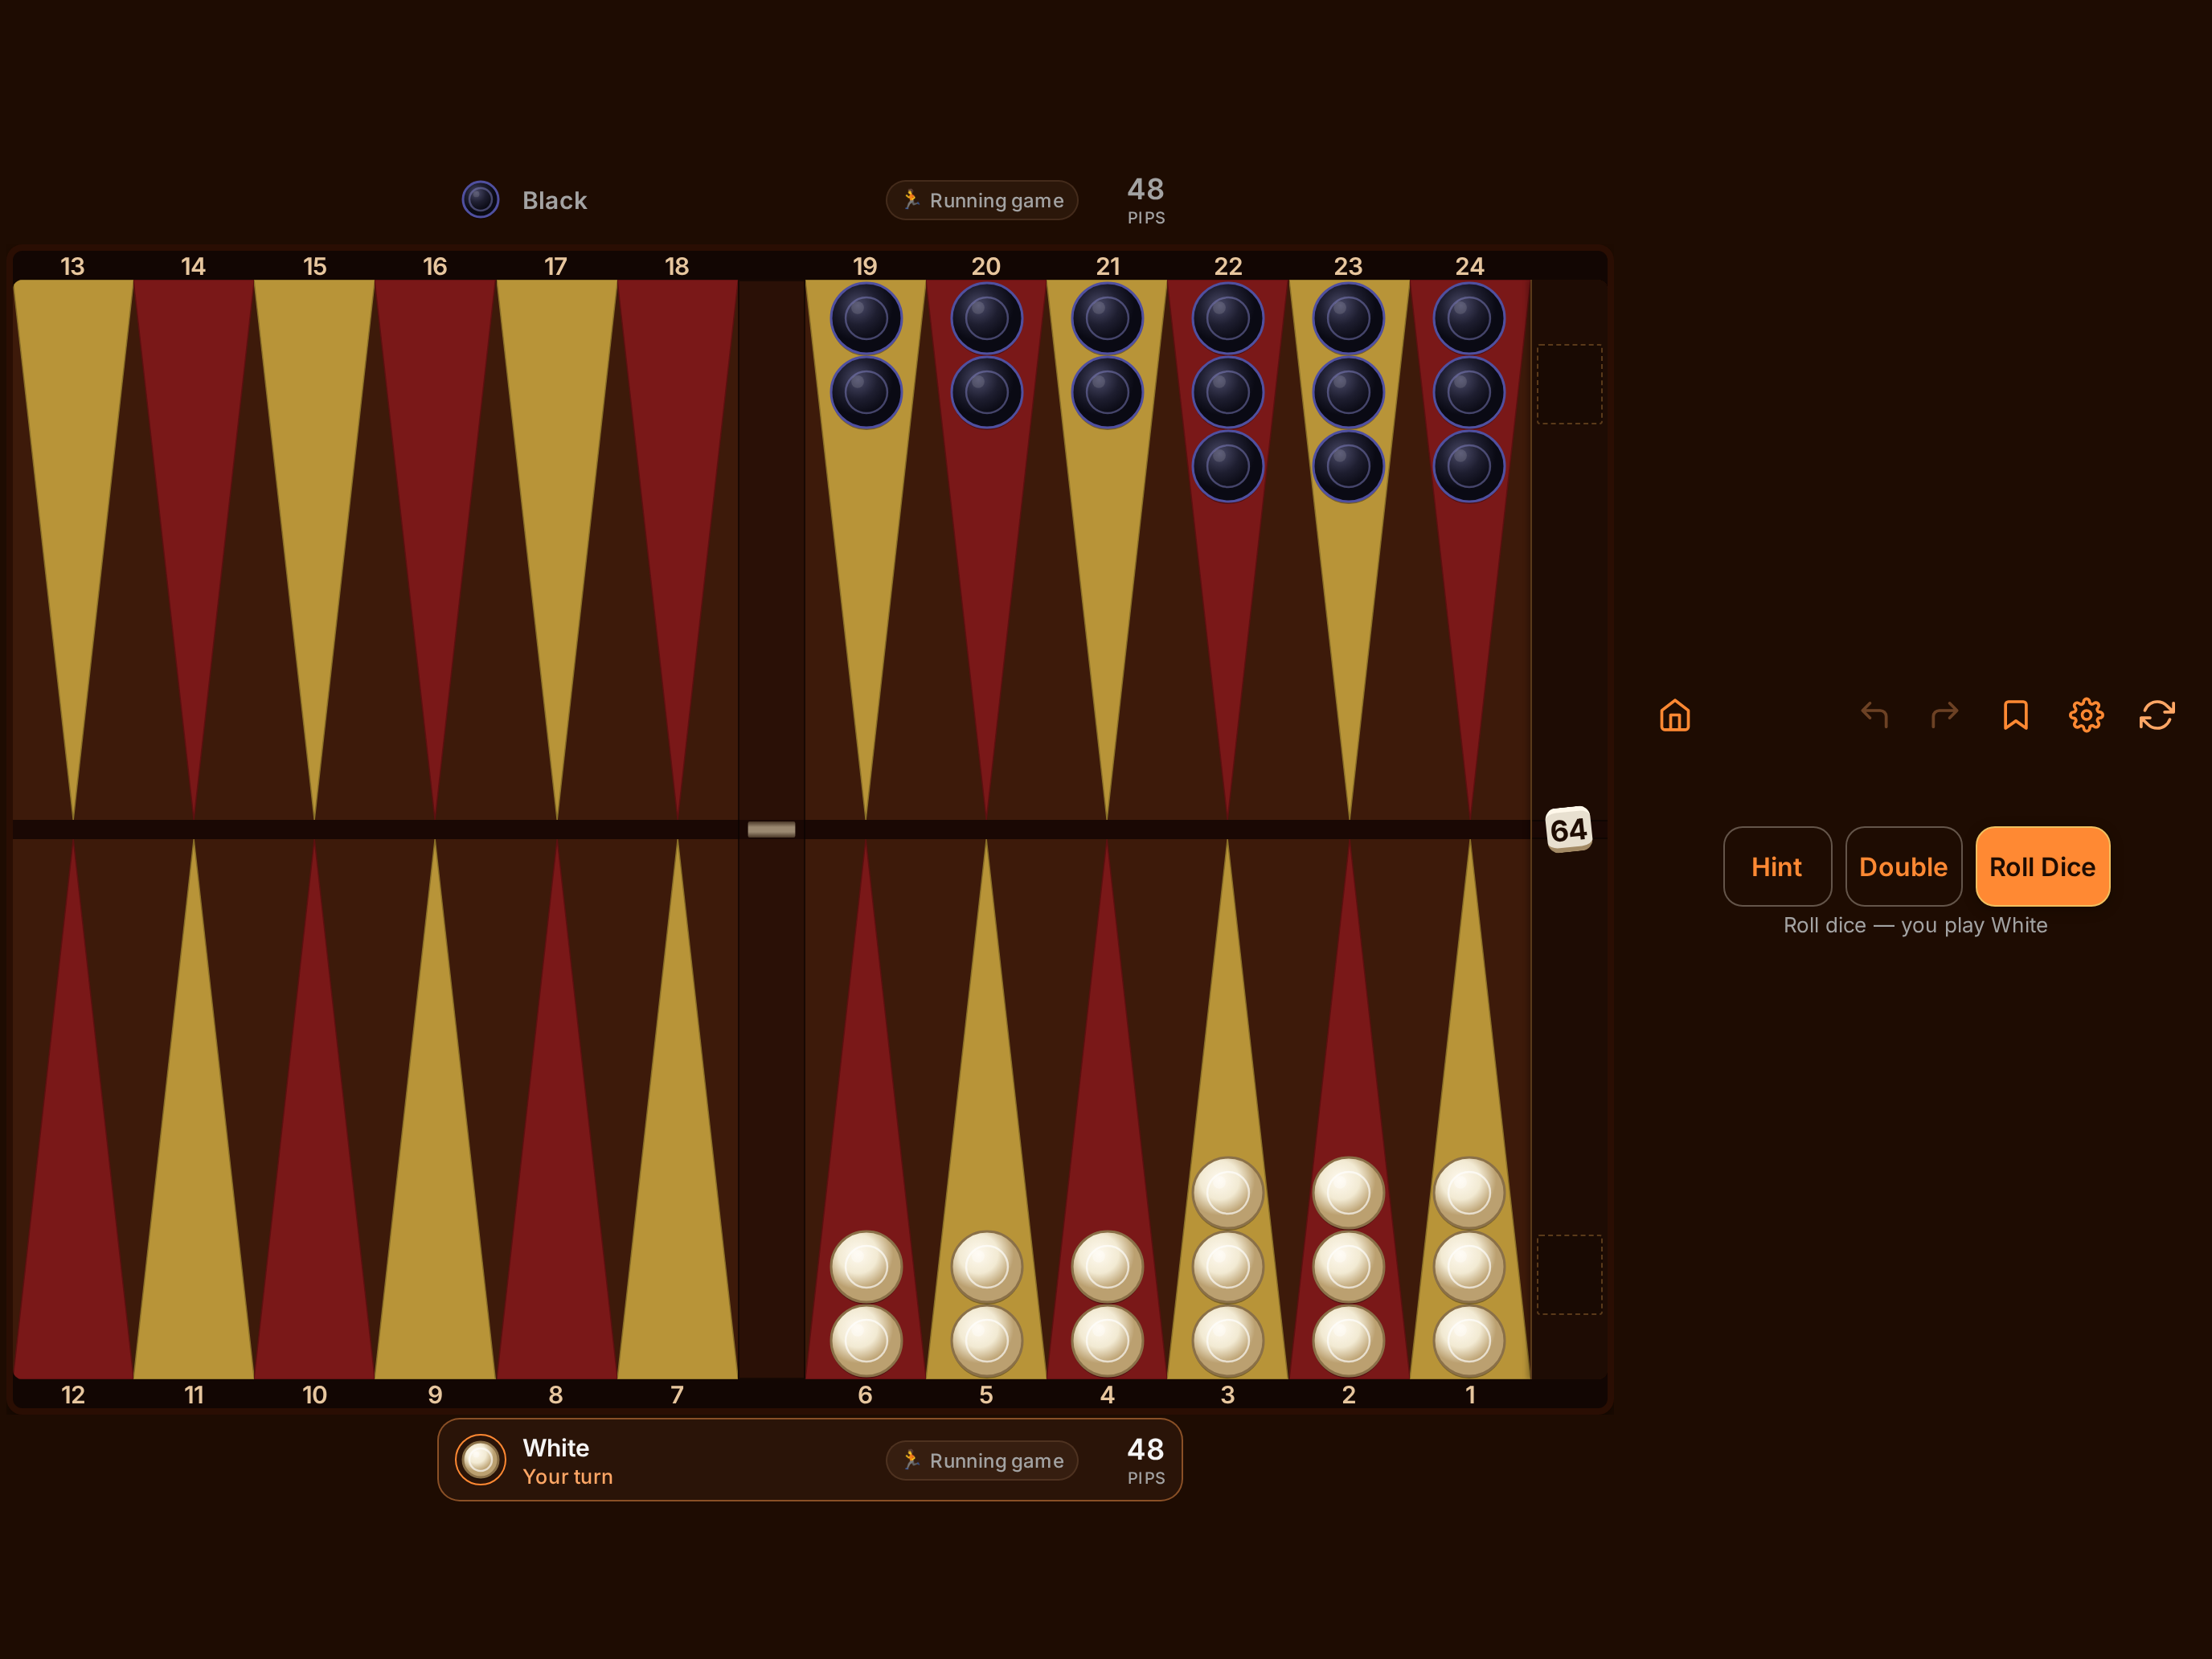 Black
🏃 Running game
48
PIPS
13 14 15 16 17 18 19 20 21 22 23 24
64
Hint
Double
Roll Dice
Roll dice — you play White
12 11 10 9 8 7 6 5 4 3 2 1
White
Your turn
🏃 Running game
48
PIPS